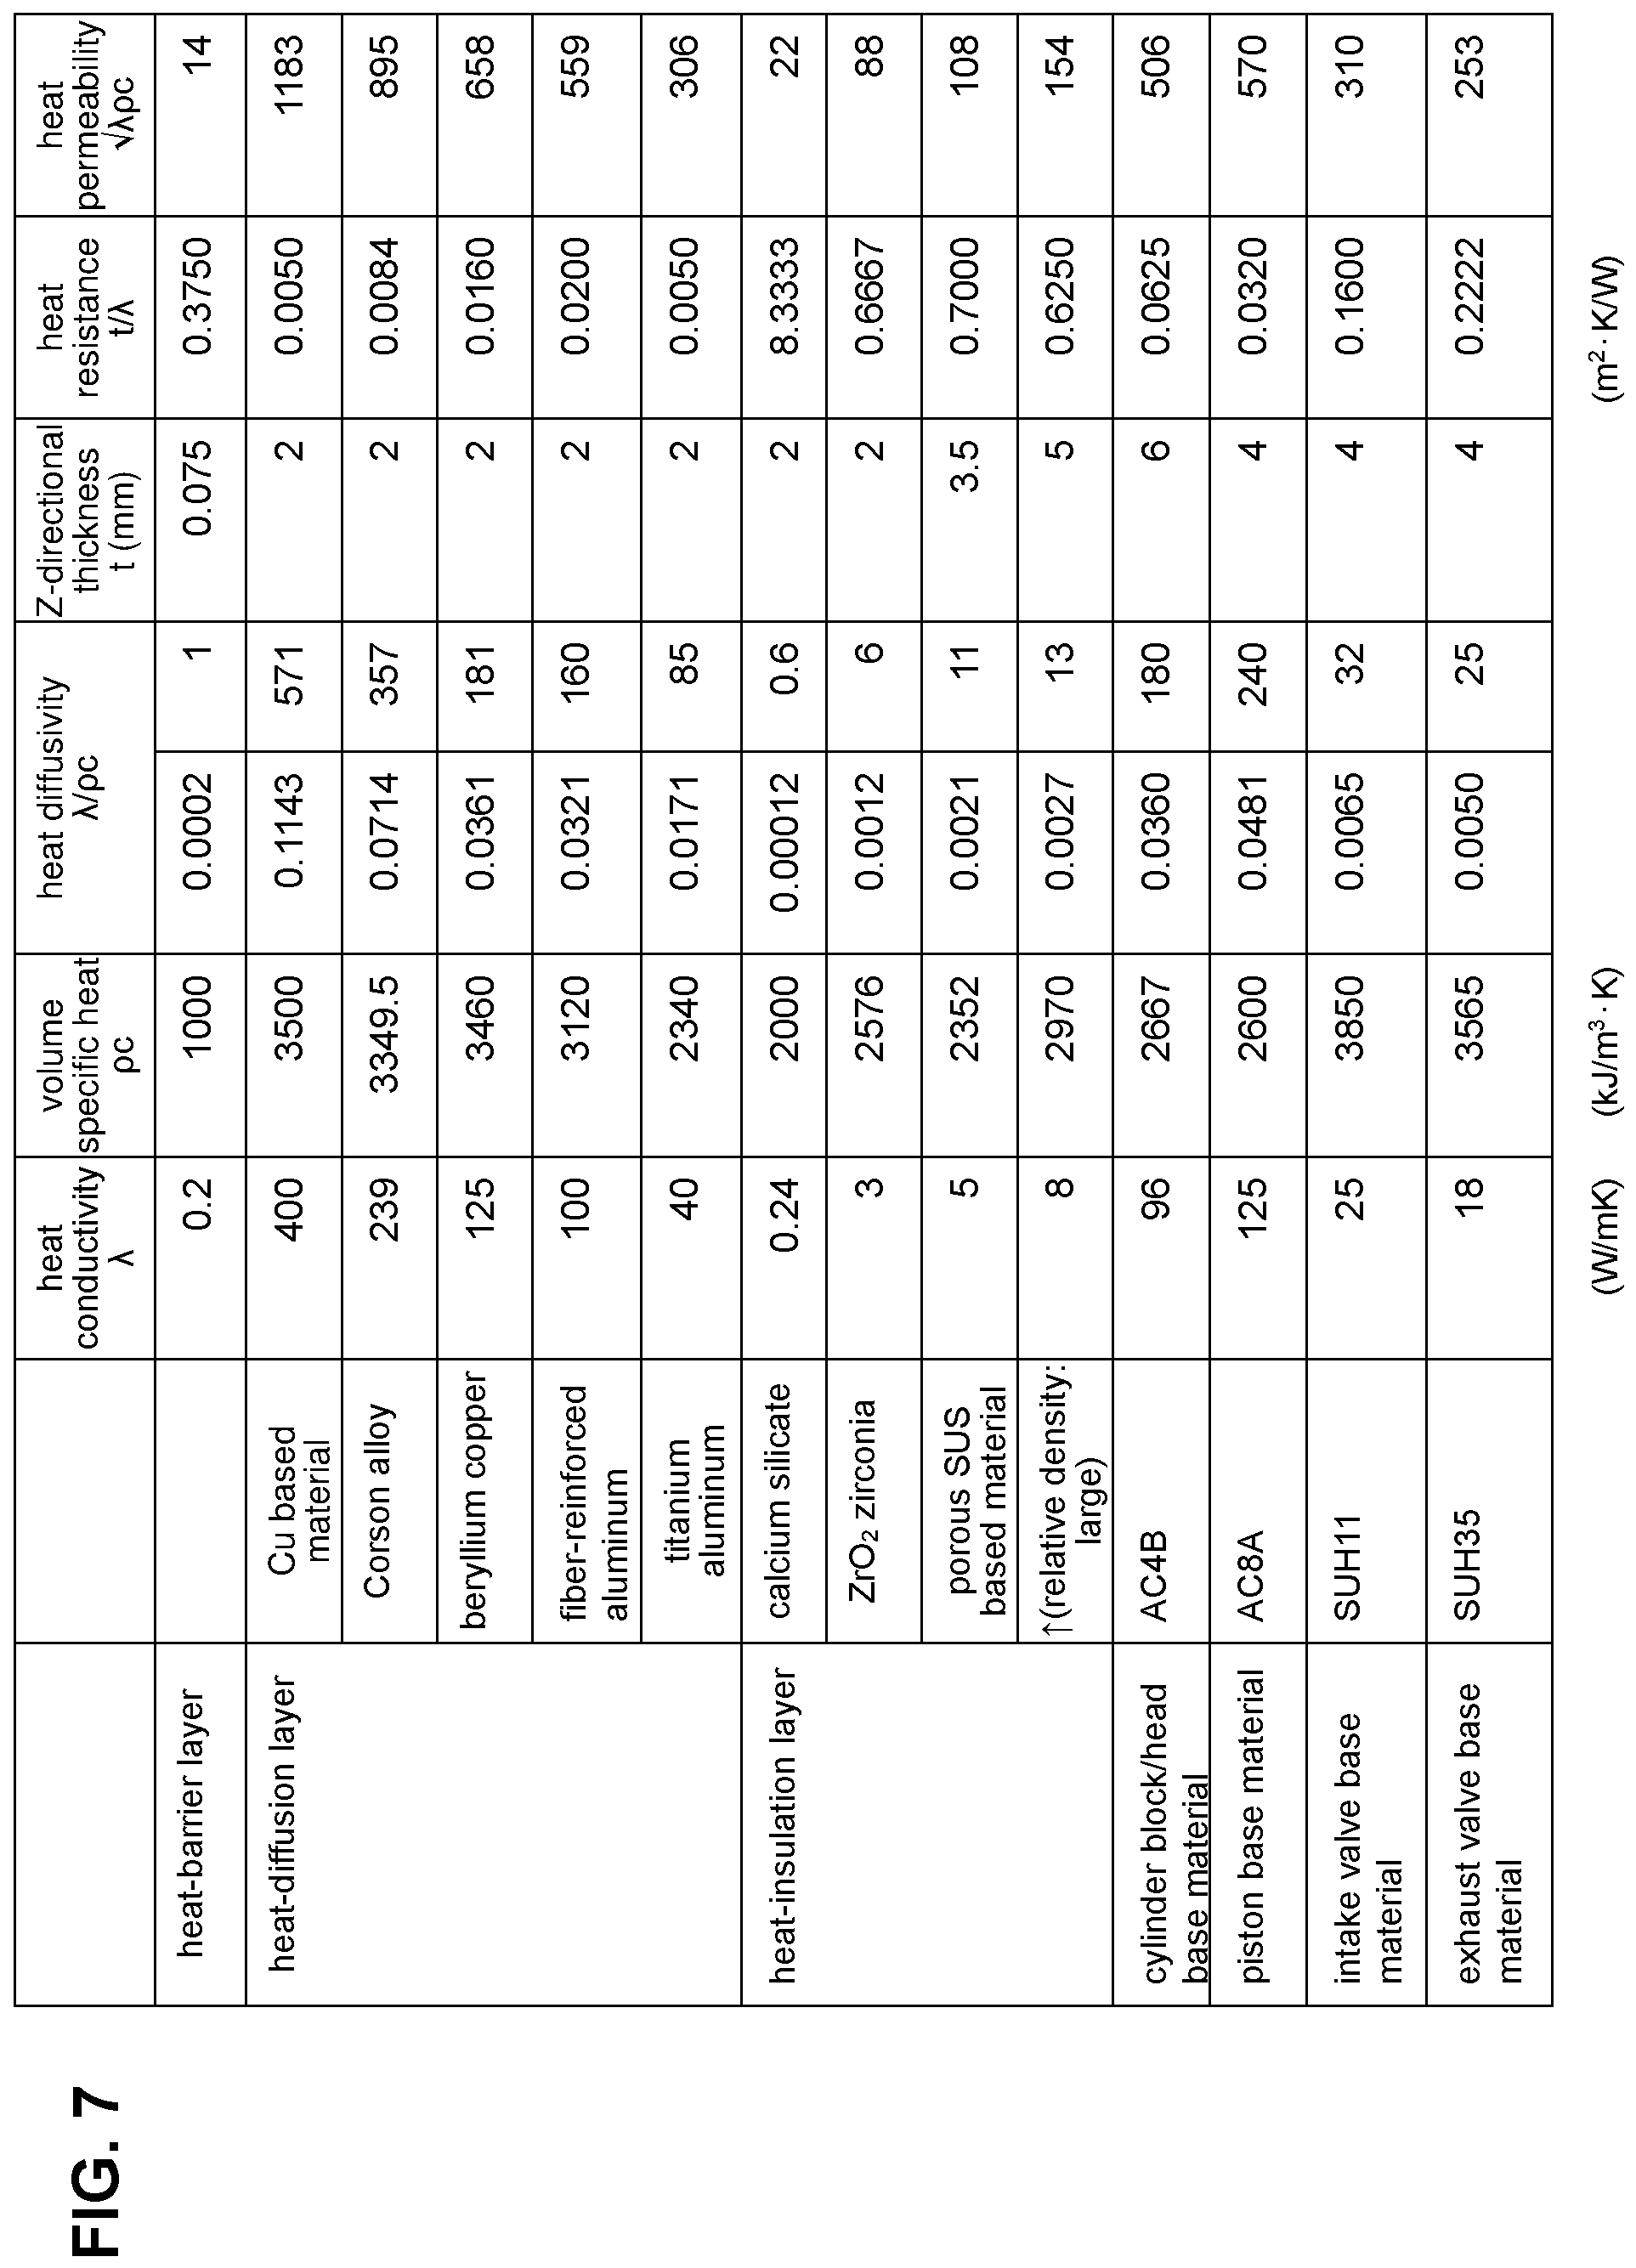 FIG. 7
heat
conductivity
λ
volume
specific heat
ρc
heat diffusivity
λ/ρc
Z-directional
thickness
t (mm)
heat
resistance
t/λ
heat
permeability
√λρc
heat-barrier layer
0.2
1000
0.0002
1
0.075
0.3750
14
heat-diffusion layer
Cu based
material
400
3500
0.1143
571
2
0.0050
1183
Corson alloy
239
3349.5
0.0714
357
2
0.0084
895
beryllium copper
125
3460
0.0361
181
2
0.0160
658
fiber-reinforced
aluminum
100
3120
0.0321
160
2
0.0200
559
titanium
aluminum
40
2340
0.0171
85
2
0.0050
306
heat-insulation layer
calcium silicate
0.24
2000
0.00012
0.6
2
8.3333
22
ZrO₂ zirconia
3
2576
0.0012
6
2
0.6667
88
porous SUS
based material
5
2352
0.0021
11
3.5
0.7000
108
↑(relative density:
large)
8
2970
0.0027
13
5
0.6250
154
cylinder block/head
base material
AC4B
96
2667
0.0360
180
6
0.0625
506
piston base material
AC8A
125
2600
0.0481
240
4
0.0320
570
intake valve base
material
SUH11
25
3850
0.0065
32
4
0.1600
310
exhaust valve base
material
SUH35
18
3565
0.0050
25
4
0.2222
253
(W/mK)
(kJ/m³·K)
(m²·K/W)